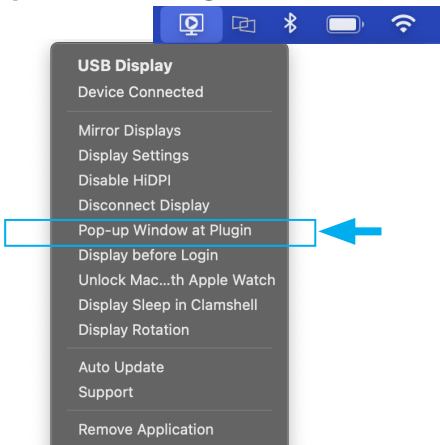 USB Display
Device Connected
Mirror Displays
Display Settings
Disable HiDPI
Disconnect Display
Pop-up Window at Plugin
Display before Login
Unlock Mac...th Apple Watch
Display Sleep in Clamshell
Display Rotation
Auto Update
Support
Remove Application